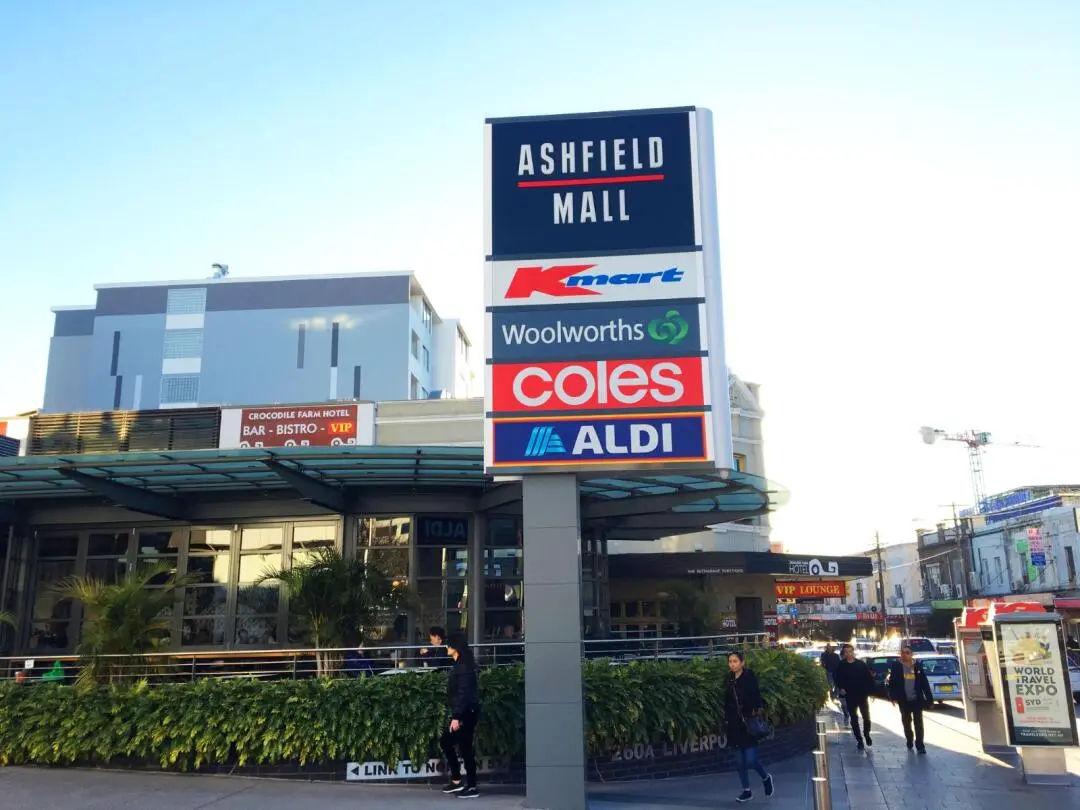 ASHFIELD
MALL
Kmart
Woolworths
coles
ALDI
CROCODILE FARM HOTEL
BAR - BISTRO - VIP
ALDI
HOTEL
VIP LOUNGE
WORLD
TRAVEL
EXPO
SYD
260A LIVERPO
LINK TO NO